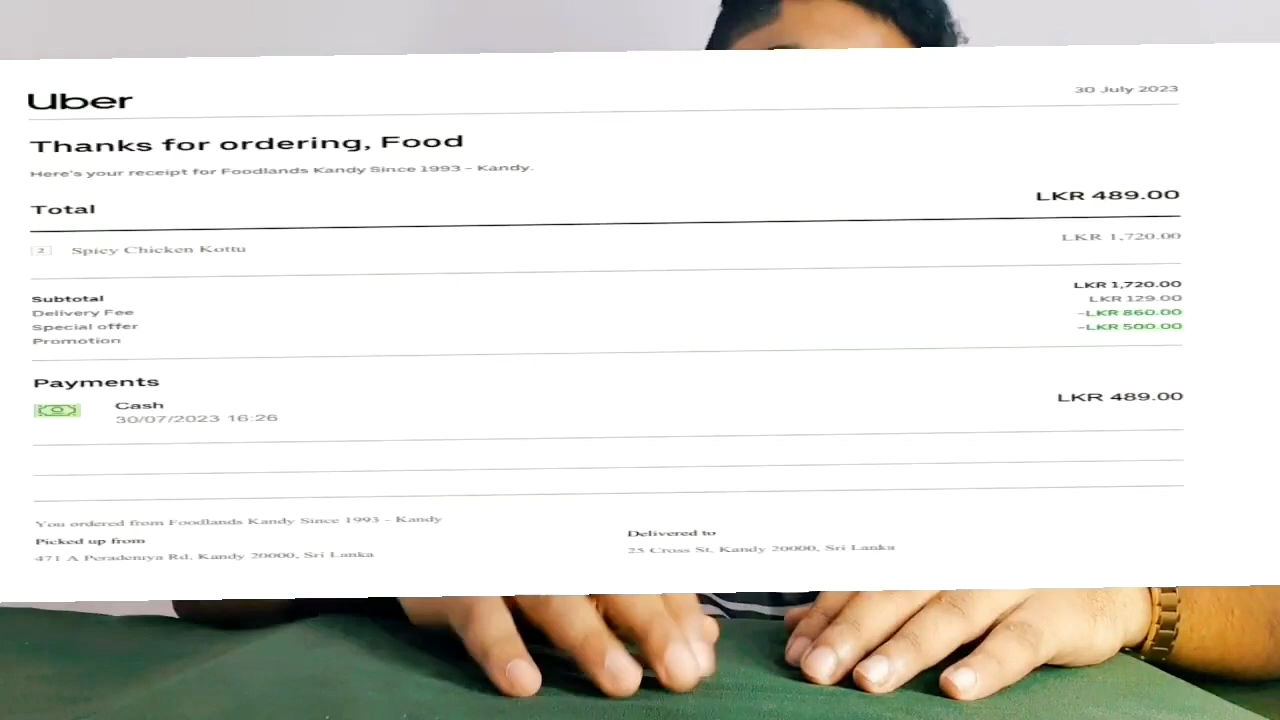 Uber
30 July 2023
Thanks for ordering, Food
Here's your receipt for Foodlands Kandy Since 1993 - Kandy.
Total LKR 489.00
2 Spicy Chicken Kottu LKR 1,720.00
Subtotal LKR 1,720.00
Delivery Fee LKR 129.00
Special offer -LKR 860.00
Promotion -LKR 500.00
Payments
Cash LKR 489.00
30/07/2023 16:26
You ordered from Foodlands Kandy Since 1993 - Kandy
Picked up from
471 A Peradeniya Rd, Kandy 20000, Sri Lanka
Delivered to
25 Cross St, Kandy 20000, Sri Lanka